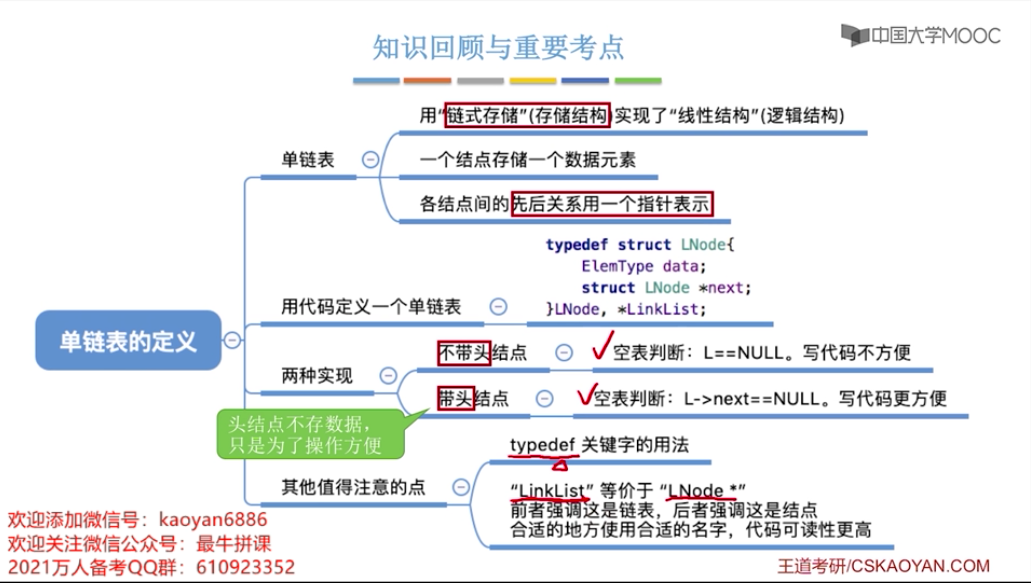 知识回顾与重要考点
中国大学MOOC
用“链式存储”(存储结构)实现了“线性结构”(逻辑结构)
单链表
一个结点存储一个数据元素
各结点间的先后关系用一个指针表示
typedef struct LNode{
ElemType data;
struct LNode *next;
}LNode, *LinkList;
用代码定义一个单链表
单链表的定义
不带头结点
空表判断：L==NULL。写代码不方便
两种实现
带头结点
空表判断：L->next==NULL。写代码更方便
头结点不存数据，
只是为了操作方便
typedef 关键字的用法
其他值得注意的点
“LinkList” 等价于 “LNode *”
前者强调这是链表，后者强调这是结点
合适的地方使用合适的名字，代码可读性更高
欢迎添加微信号：kaoyan6886
欢迎关注微信公众号：最牛拼课
2021万人备考QQ群：610923352
王道考研/CSKAOYAN.COM